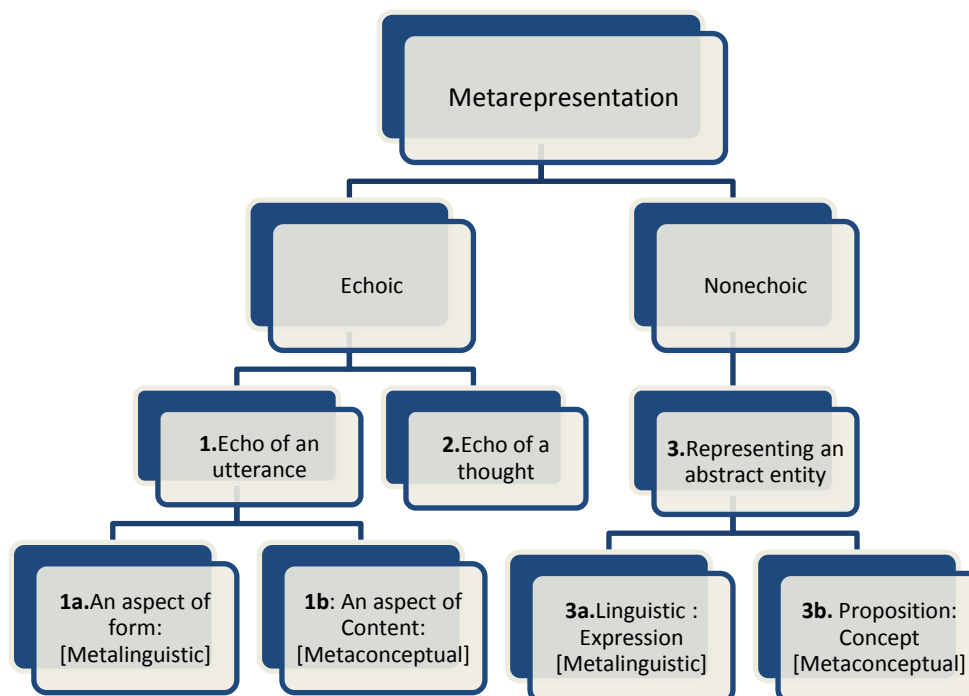 Metarepresentation
Echoic
Nonechoic
1.Echo of an
utterance
2.Echo of a
thought
3.Representing an
abstract entity
1a.An aspect of
form:
[Metalinguistic]
1b: An aspect of
Content:
[Metaconceptual]
3a.Linguistic :
Expression
[Metalinguistic]
3b. Proposition:
Concept
[Metaconceptual]